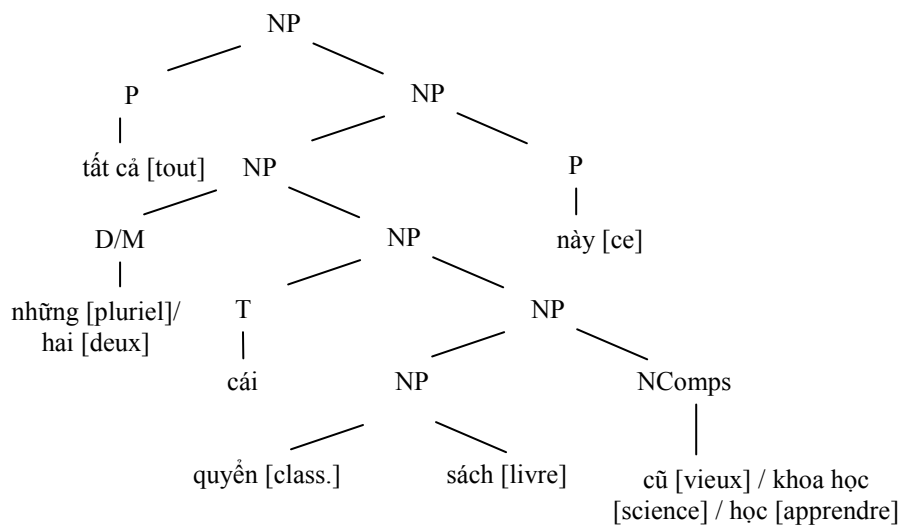 NP
P
NP
tất cả [tout]
NP
P
D/M
NP
này [ce]
những [pluriel]/
hai [deux]
T
NP
cái
NP
NComps
quyển [class.]
sách [livre]
cũ [vieux] / khoa học
[science] / học [apprendre]